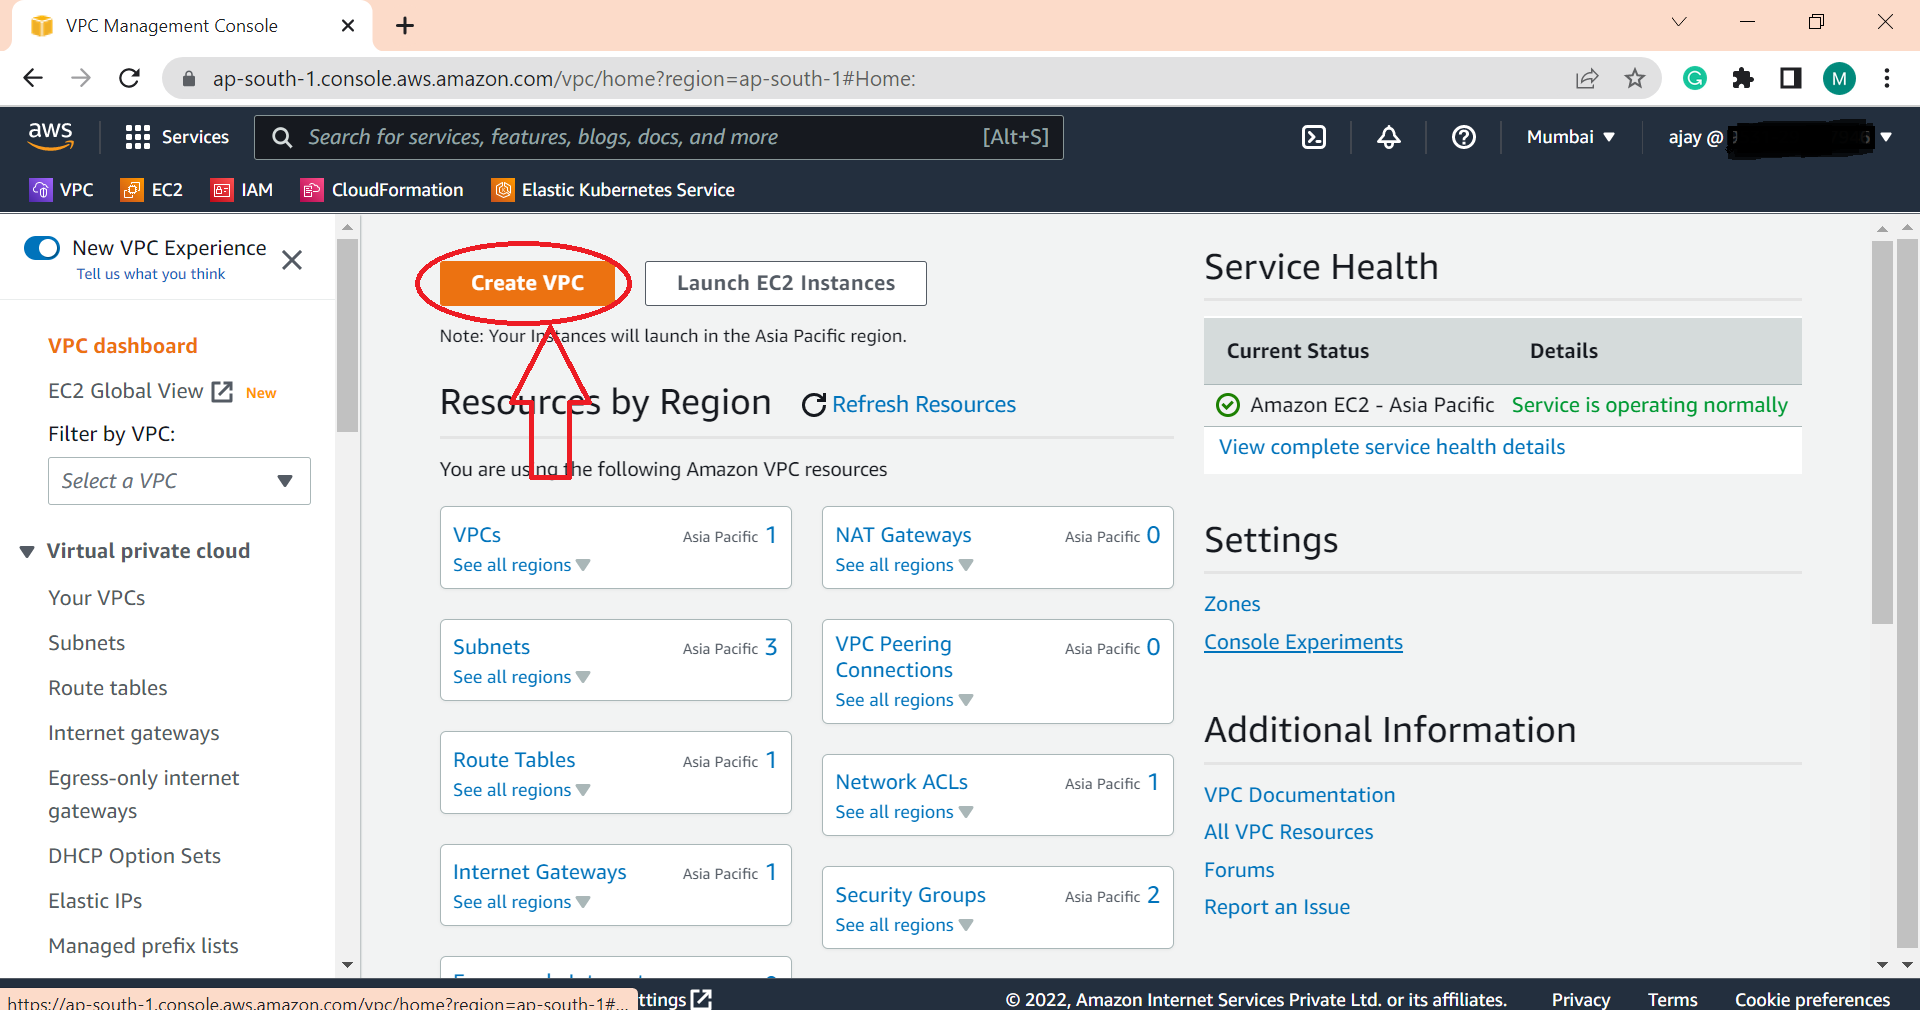 VPC Management Console
ap-south-1.console.aws.amazon.com/vpc/home?region=ap-south-1#Home:
M
aws
Services
Search for services, features, blogs, docs, and more [Alt+S]
Mumbai
ajay @
VPC EC2 IAM CloudFormation Elastic Kubernetes Service
New VPC Experience
Tell us what you think
VPC dashboard
EC2 Global View New
Filter by VPC:
Select a VPC
Virtual private cloud
Your VPCs
Subnets
Route tables
Internet gateways
Egress-only internet
gateways
DHCP Option Sets
Elastic IPs
Managed prefix lists
Create VPC Launch EC2 Instances
Note: Your Instances will launch in the Asia Pacific region.
Resources by Region Refresh Resources
You are using the following Amazon VPC resources
VPCs Asia Pacific 1
See all regions
Subnets Asia Pacific 3
See all regions
Route Tables Asia Pacific 1
See all regions
Internet Gateways Asia Pacific 1
See all regions
NAT Gateways Asia Pacific 0
See all regions
VPC Peering
Connections Asia Pacific 0
See all regions
Network ACLs Asia Pacific 1
See all regions
Security Groups Asia Pacific 2
See all regions
Service Health
Current Status Details
Amazon EC2 - Asia Pacific Service is operating normally
View complete service health details
Settings
Zones
Console Experiments
Additional Information
VPC Documentation
All VPC Resources
Forums
Report an Issue
https://ap-south-1.console.aws.amazon.com/vpc/home?region=ap-south-1#...
ttings
© 2022, Amazon Internet Services Private Ltd. or its affiliates. Privacy Terms Cookie preferences